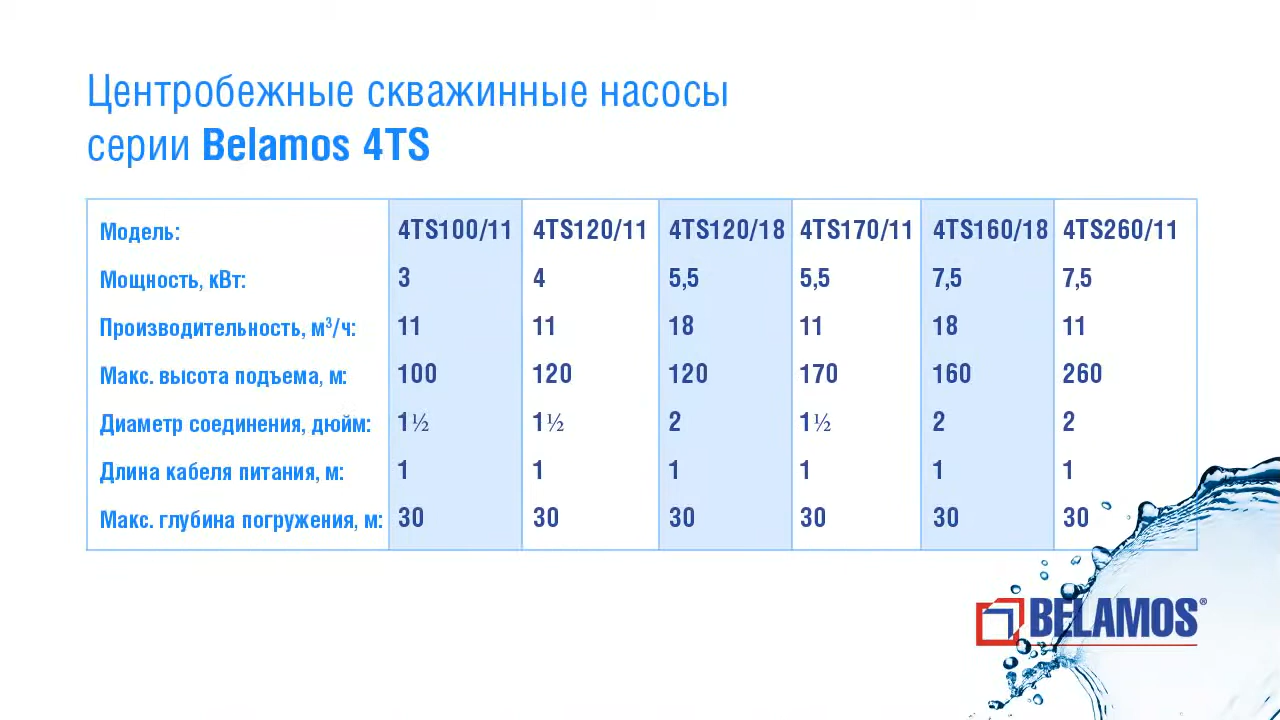 Центробежные скважинные насосы
серии Belamos 4TS
Модель: 4TS100/11 4TS120/11 4TS120/18 4TS170/11 4TS160/18 4TS260/11
Мощность, кВт: 3 4 5,5 5,5 7,5 7,5
Производительность, м³/ч: 11 11 18 11 18 11
Макс. высота подъема, м: 100 120 120 170 160 260
Диаметр соединения, дюйм: 1½ 1½ 2 1½ 2 2
Длина кабеля питания, м: 1 1 1 1 1 1
Макс. глубина погружения, м: 30 30 30 30 30 30
BELAMOS®